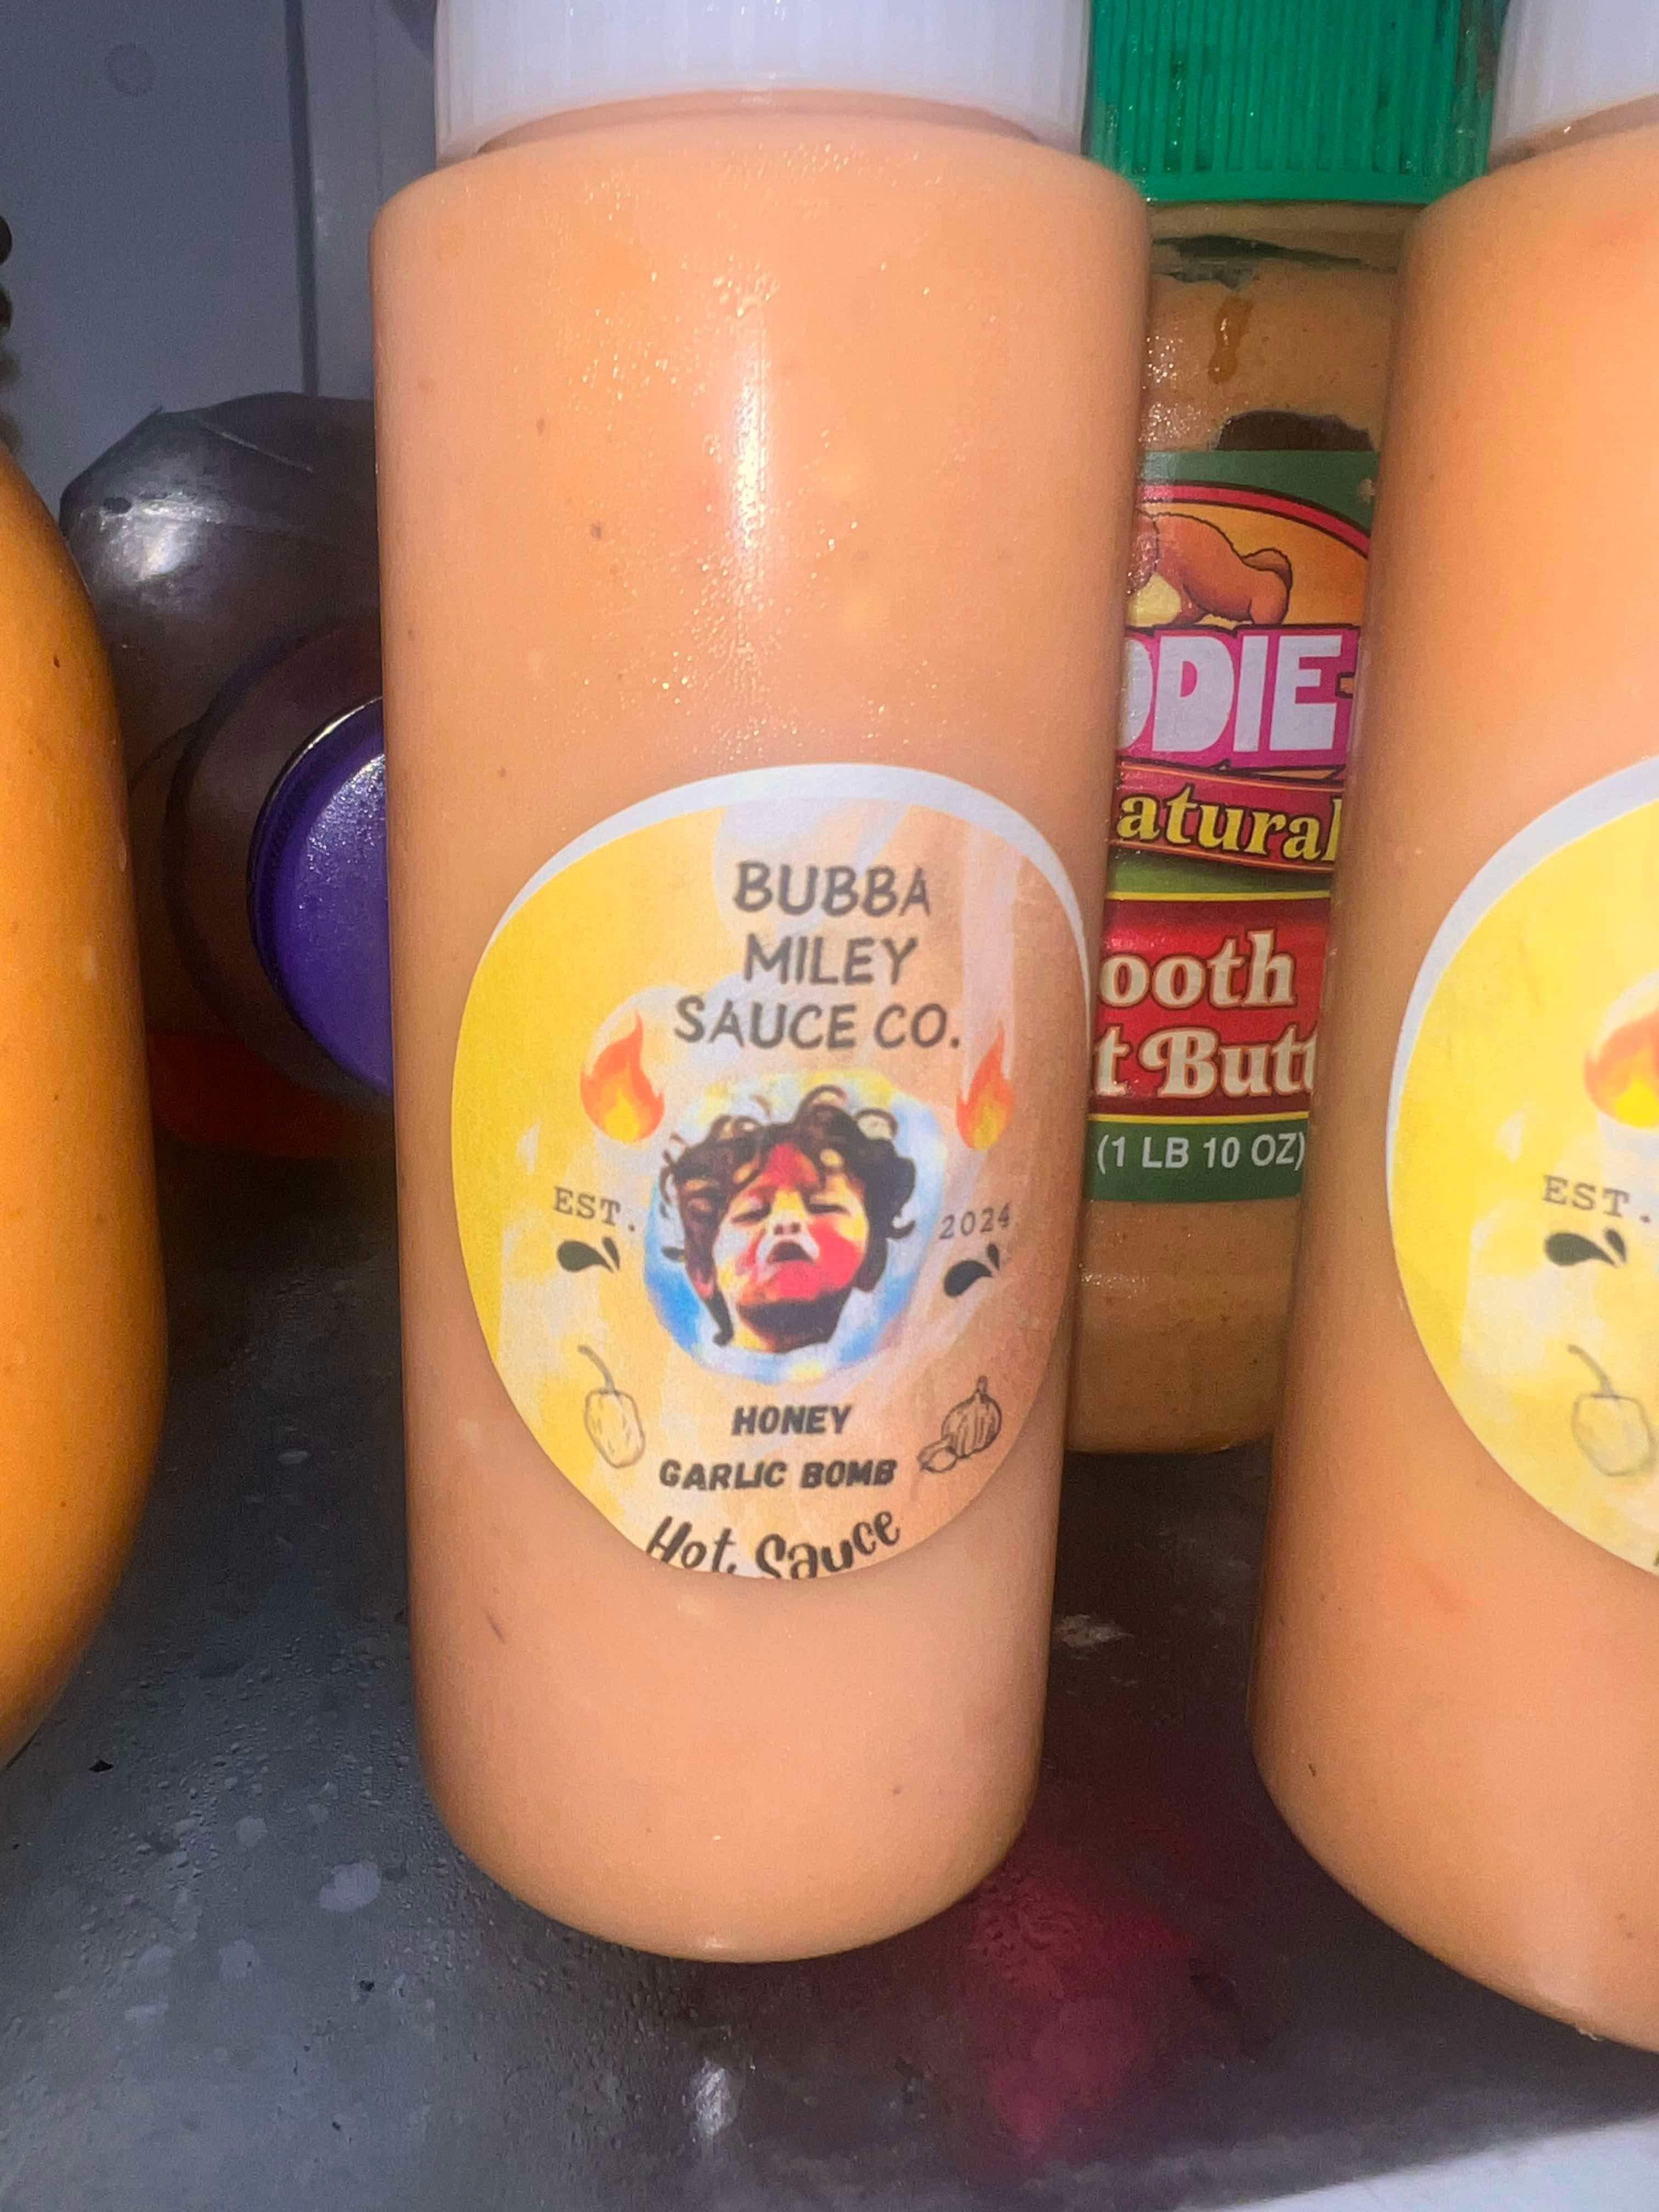 BUBBA
MILEY
SAUCE CO.
EST. 2024
HONEY
GARLIC BOMB
Hot Sauce
DDIE
atural
ooth
t Butt
(1 LB 10 OZ)
EST.